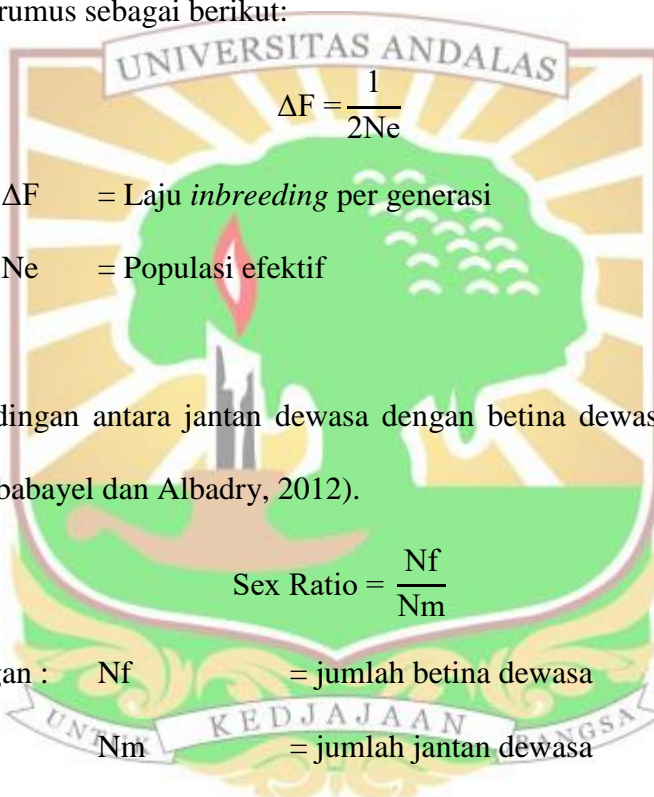 rumus sebagai berikut:
UNIVERSITAS ANDALAS
ΔF = 1
2Ne
ΔF = Laju inbreeding per generasi
Ne = Populasi efektif
dingan antara jantan dewasa dengan betina dewas
babayel dan Albadry, 2012).
Sex Ratio = Nf
Nm
gan : Nf = jumlah betina dewasa
UNTUK KEDJAJAAN BANGSA
Nm = jumlah jantan dewasa